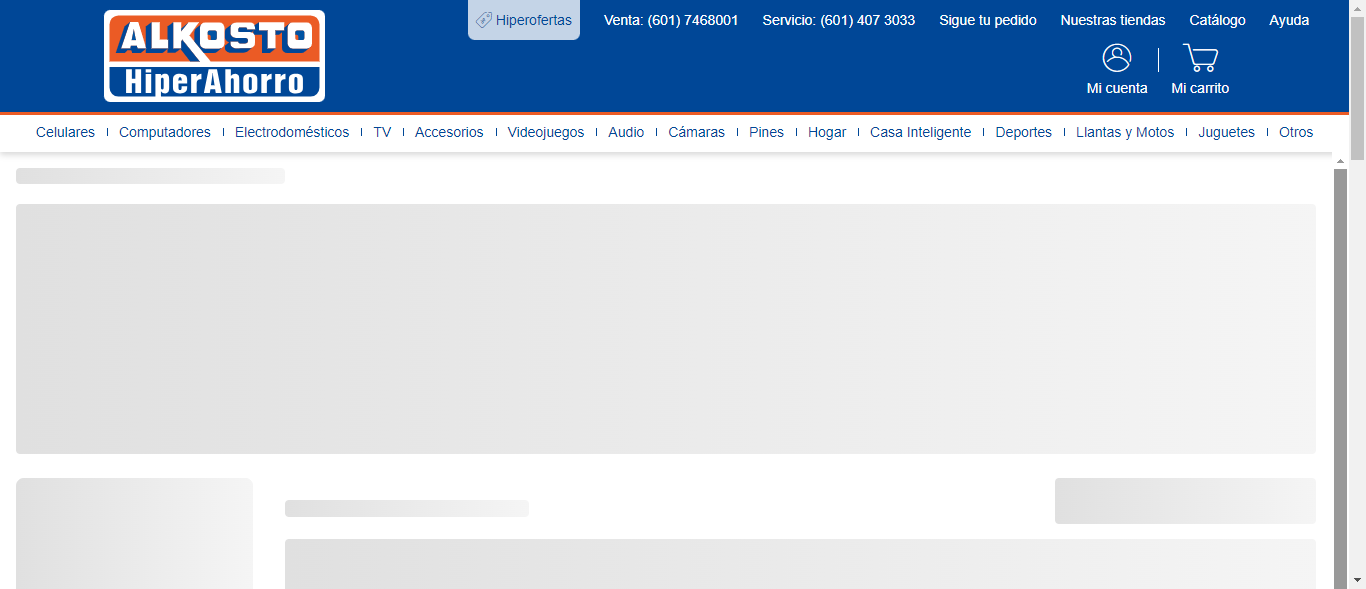 ALKOSTO
HiperAhorro
Hiperofertas Venta: (601) 7468001 Servicio: (601) 407 3033 Sigue tu pedido Nuestras tiendas Catálogo Ayuda
Mi cuenta Mi carrito
Celulares Computadores Electrodomésticos TV Accesorios Videojuegos Audio Cámaras Pines Hogar Casa Inteligente Deportes Llantas y Motos Juguetes Otros